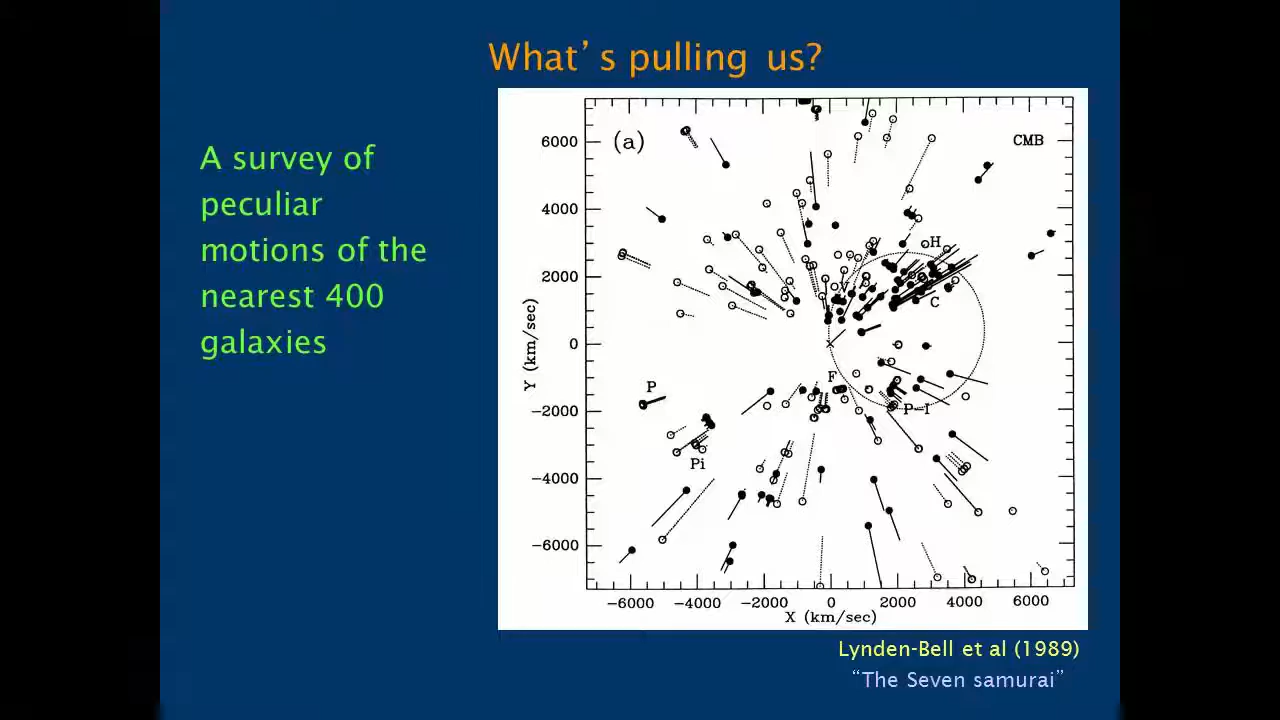 What's pulling us?
A survey of
peculiar
motions of the
nearest 400
galaxies
(a)
CMB
6000
4000
2000
0
−2000
−4000
−6000
Y (km/sec)
H
C
V
F
P
P−I
Pi
−6000 −4000 −2000 0 2000 4000 6000
X (km/sec)
Lynden-Bell et al (1989)
“The Seven samurai”